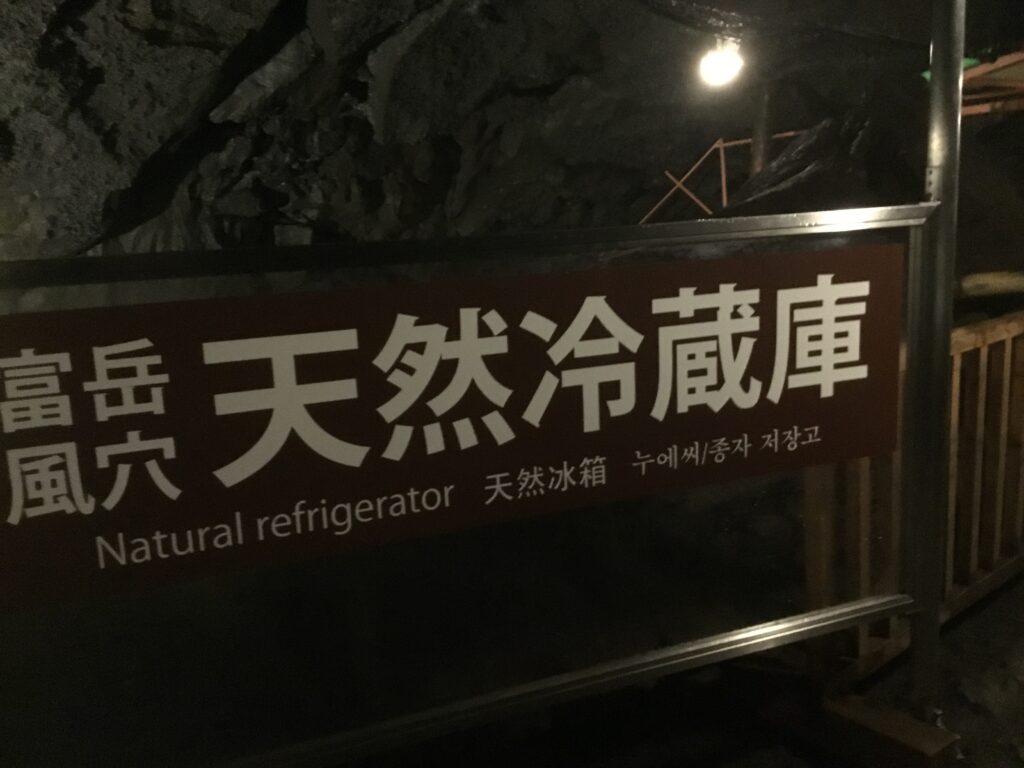 富岳
風穴
天然冷蔵庫
Natural refrigerator 天然冰箱 누에씨/종자 저장고